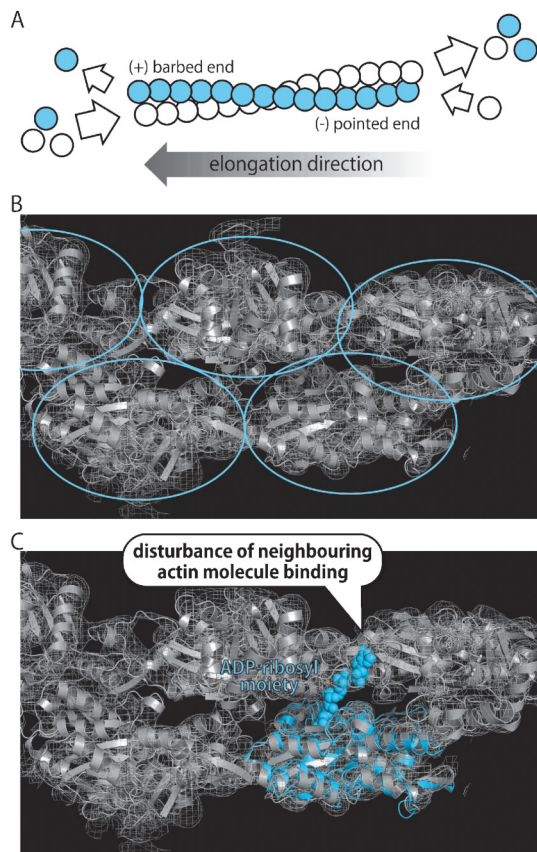 A
(+) barbed end
(-) pointed end
elongation direction
B
C
disturbance of neighbouring
actin molecule binding
ADP-ribosyl
moiety